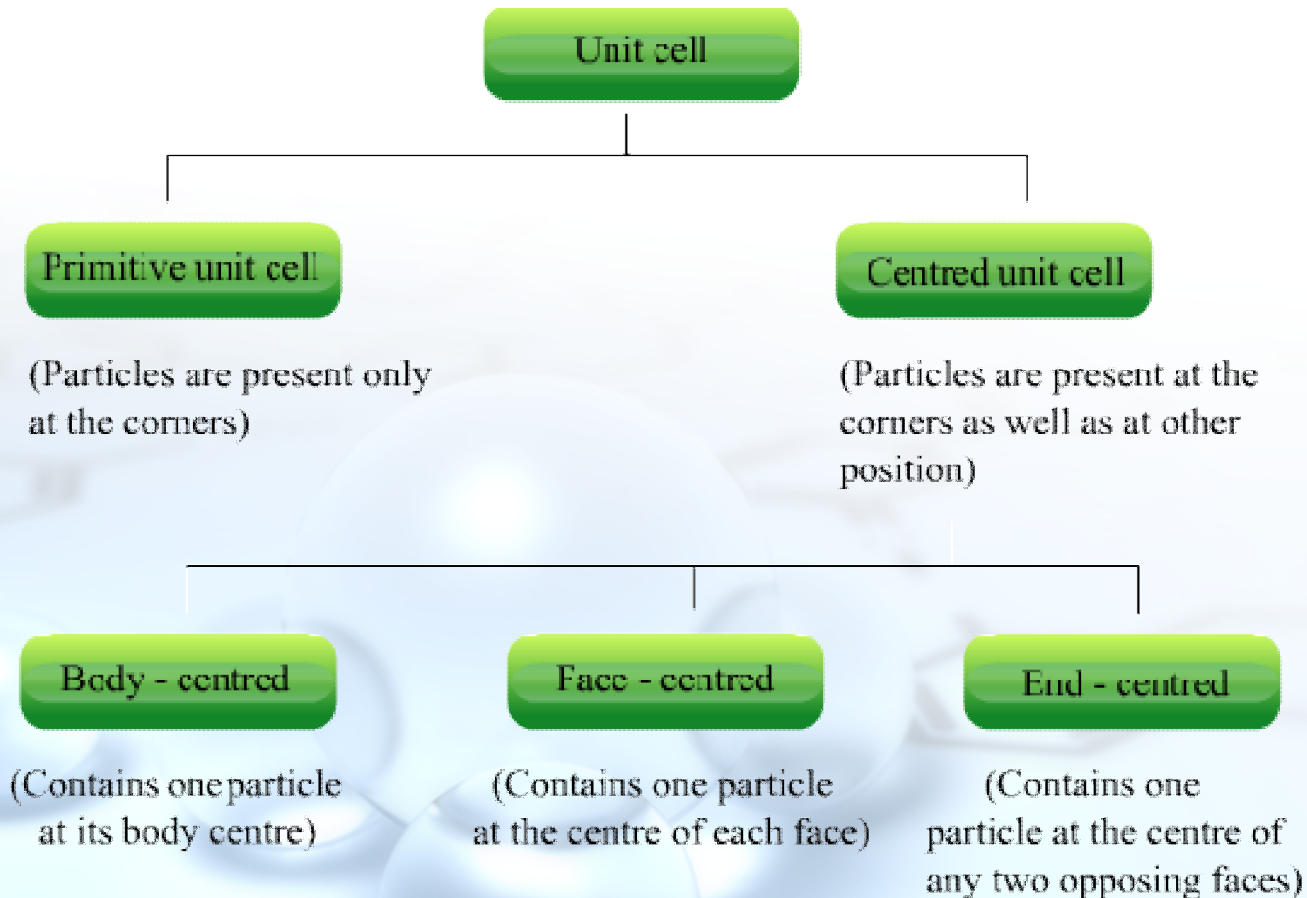 Unit cell
Primitive unit cell
Centred unit cell
(Particles are present only
at the corners)
(Particles are present at the
corners as well as at other
position)
Body - centred
Face - centred
End - centred
(Contains one particle
at its body centre)
(Contains one particle
at the centre of each face)
(Contains one
particle at the centre of
any two opposing faces)